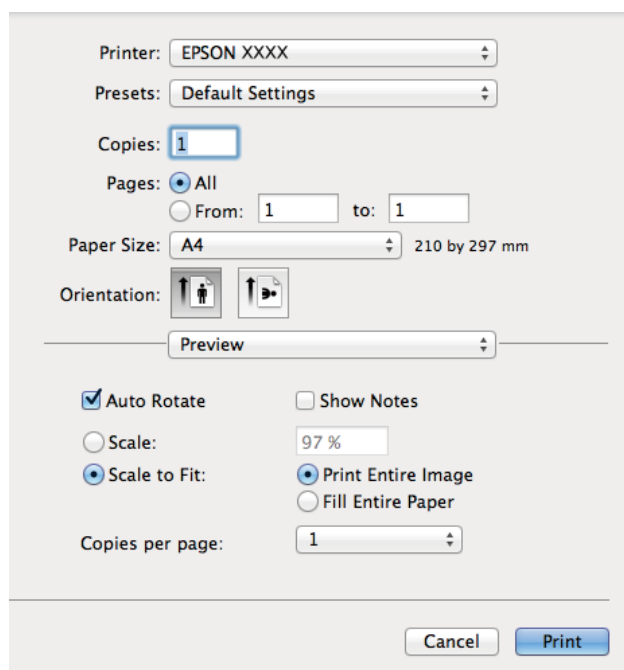 Printer: EPSON XXXX
Presets: Default Settings
Copies: 1
Pages: All
From: 1 to: 1
Paper Size: A4 210 by 297 mm
Orientation:
Preview
Auto Rotate Show Notes
Scale: 97 %
Scale to Fit: Print Entire Image
Fill Entire Paper
Copies per page: 1
Cancel Print